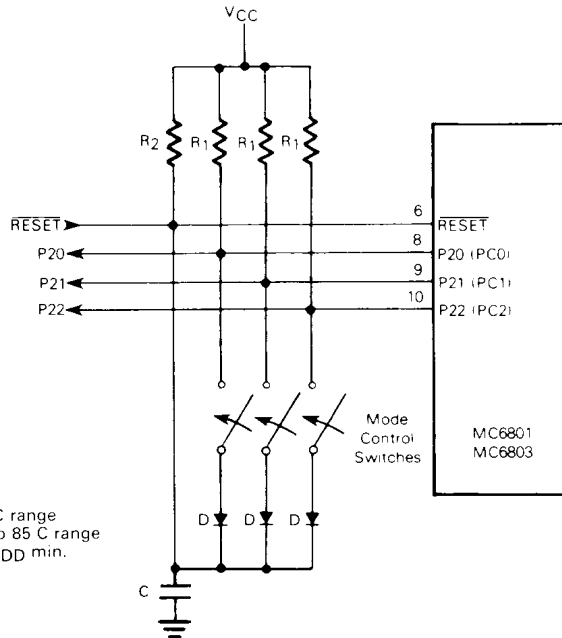 VCC
R2
R1
R1
R1
RESET
P20
P21
P22
6
RESET
8
P20 (PC0)
9
P21 (PC1)
10
P22 (PC2)
Mode
Control
Switches
MC6801
MC6803
D
D
D
C range
85 C range
DD min.
C